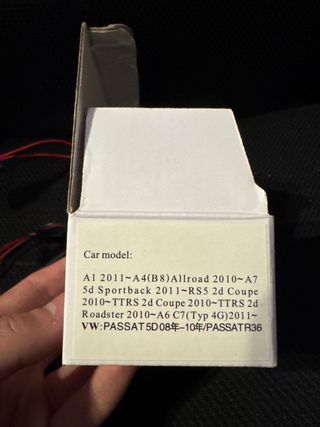 Car model:
A1 2011~A4(B8)Allroad 2010~A7
5d Sportback 2011~RS5 2d Coupe
2010~TTRS 2d Coupe 2010~TTRS 2d
Roadster 2010~A6 C7(Typ 4G)2011~
VW:PASSAT 5D08年-10年/PASSATR36